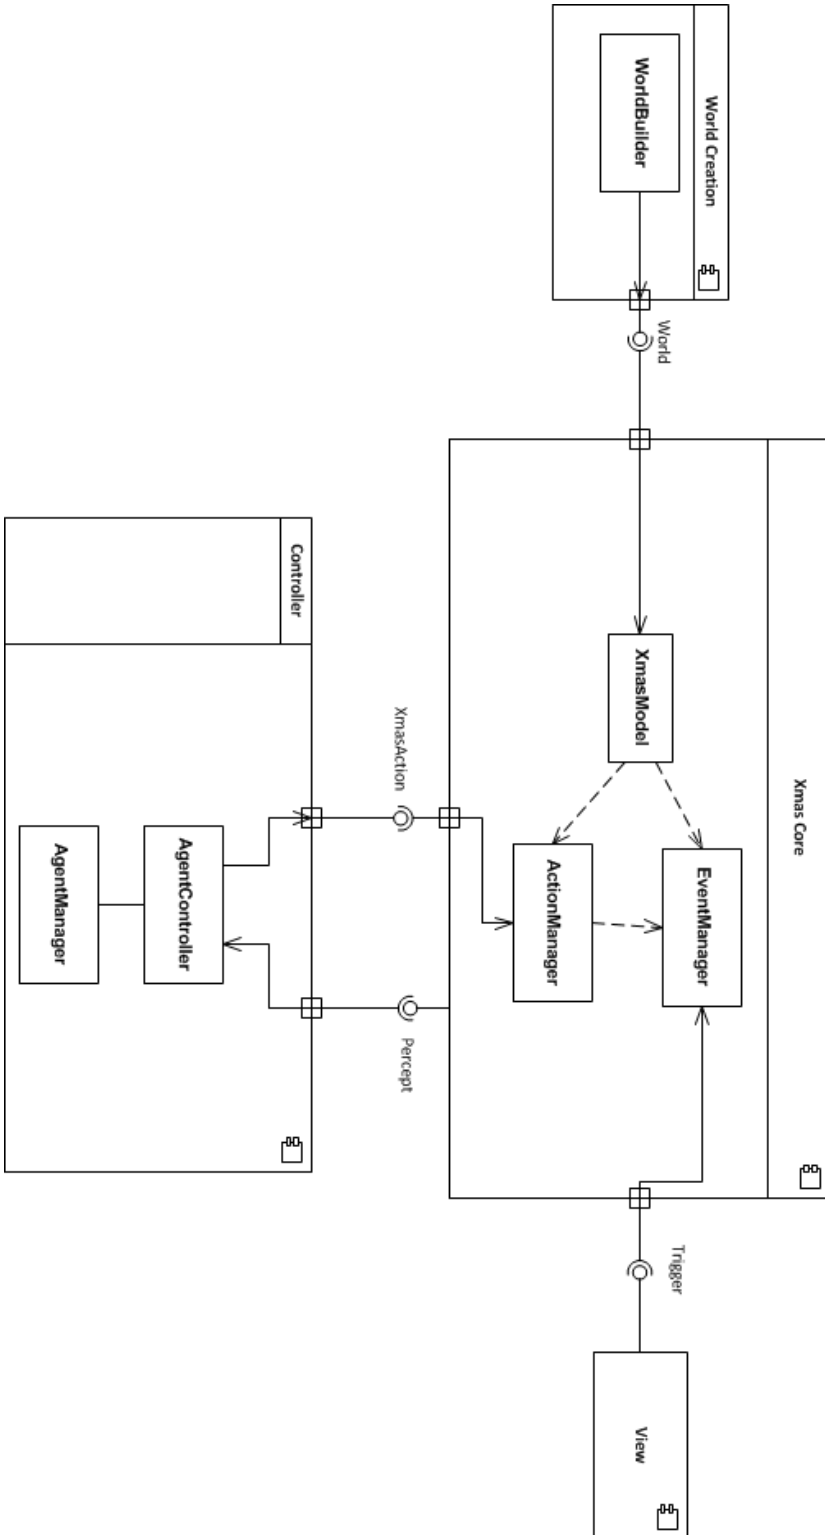 World Creation
WorldBuilder
World
Xmas Core
XmasModel
EventManager
ActionManager
Trigger
View
XmasAction
Percept
Controller
AgentController
AgentManager